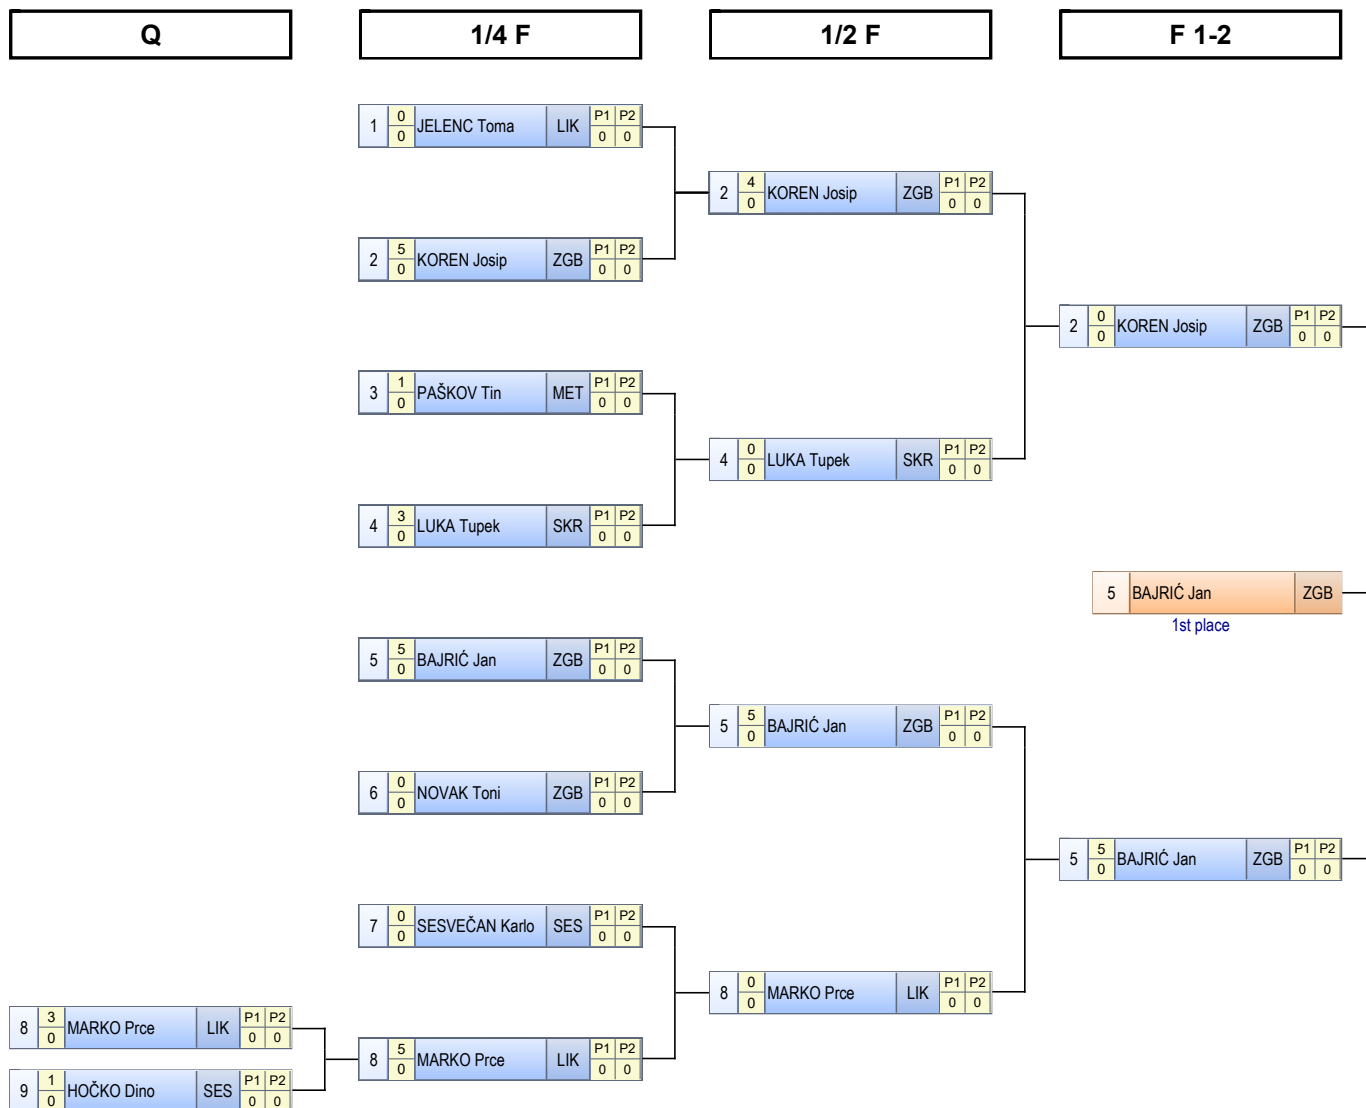 Q 1/4 F 1/2 F F 1-2
1 0 0 JELENC Toma LIK P1 P2 0 0
2 4 0 KOREN Josip ZGB P1 P2 0 0
2 5 0 KOREN Josip ZGB P1 P2 0 0
2 0 0 KOREN Josip ZGB P1 P2 0 0
3 1 0 PAŠKOV Tin MET P1 P2 0 0
4 0 0 LUKA Tupek SKR P1 P2 0 0
4 3 0 LUKA Tupek SKR P1 P2 0 0
5 BAJRIĆ Jan ZGB
1st place
5 5 0 BAJRIĆ Jan ZGB P1 P2 0 0
5 5 0 BAJRIĆ Jan ZGB P1 P2 0 0
6 0 0 NOVAK Toni ZGB P1 P2 0 0
5 5 0 BAJRIĆ Jan ZGB P1 P2 0 0
7 0 0 SESVEČAN Karlo SES P1 P2 0 0
8 0 0 MARKO Prce LIK P1 P2 0 0
8 3 0 MARKO Prce LIK P1 P2 0 0
8 5 0 MARKO Prce LIK P1 P2 0 0
9 1 0 HOČKO Dino SES P1 P2 0 0